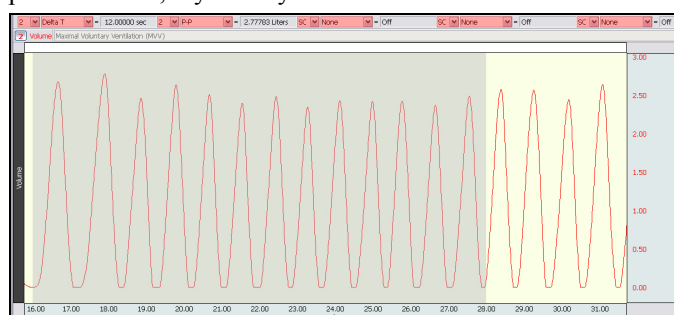 2 Delta T = 12.00000 sec 2 P-P = 2.77783 Liters SC None = Off SC None = Off SC None = Off
2 Volume Maximal Voluntary Ventilation (MVV)
3.00
2.50
2.00
1.50
1.00
0.50
0.00
Volume
16.00 17.00 18.00 19.00 20.00 21.00 22.00 23.00 24.00 25.00 26.00 27.00 28.00 29.00 30.00 31.00